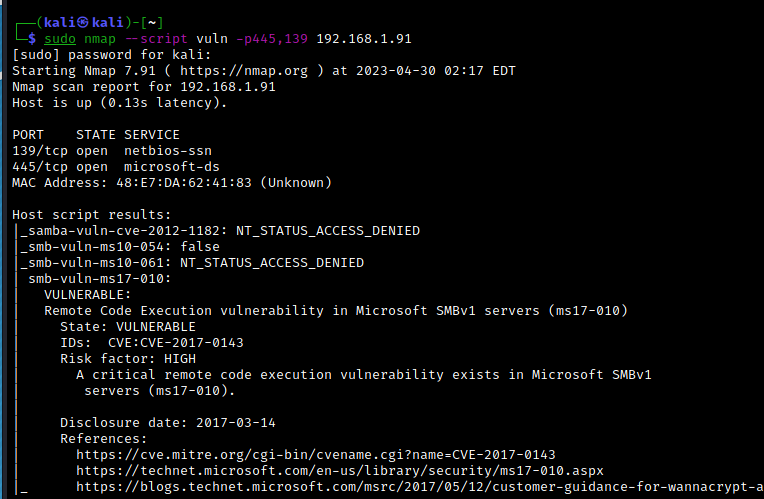 ┌──(kali㉿kali)-[~]
└─$ sudo nmap --script vuln -p445,139 192.168.1.91
[sudo] password for kali:
Starting Nmap 7.91 ( https://nmap.org ) at 2023-04-30 02:17 EDT
Nmap scan report for 192.168.1.91
Host is up (0.13s latency).

PORT    STATE SERVICE
139/tcp open  netbios-ssn
445/tcp open  microsoft-ds
MAC Address: 48:E7:DA:62:41:83 (Unknown)

Host script results:
|_samba-vuln-cve-2012-1182: NT_STATUS_ACCESS_DENIED
|_smb-vuln-ms10-054: false
|_smb-vuln-ms10-061: NT_STATUS_ACCESS_DENIED
| smb-vuln-ms17-010:
|   VULNERABLE:
|   Remote Code Execution vulnerability in Microsoft SMBv1 servers (ms17-010)
|     State: VULNERABLE
|     IDs:  CVE:CVE-2017-0143
|     Risk factor: HIGH
|       A critical remote code execution vulnerability exists in Microsoft SMBv1
|        servers (ms17-010).
|
|     Disclosure date: 2017-03-14
|     References:
|       https://cve.mitre.org/cgi-bin/cvename.cgi?name=CVE-2017-0143
|       https://technet.microsoft.com/en-us/library/security/ms17-010.aspx
|_      https://blogs.technet.microsoft.com/msrc/2017/05/12/customer-guidance-for-wannacrypt-a